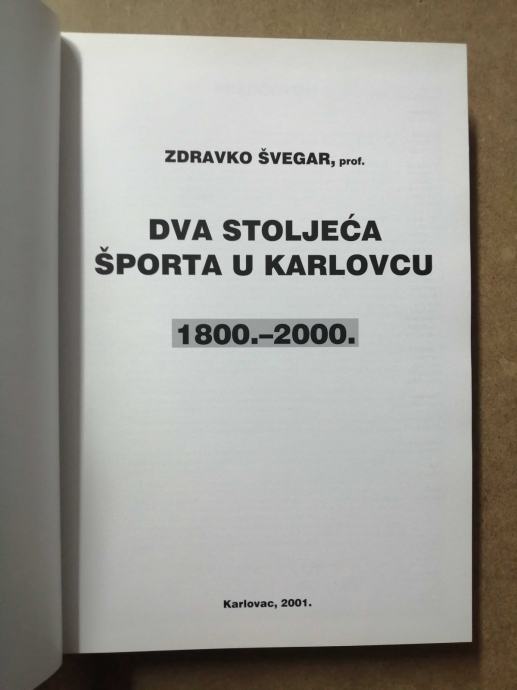 ZDRAVKO ŠVEGAR, prof.
DVA STOLJEĆA
ŠPORTA U KARLOVCU
1800.–2000.
Karlovac, 2001.